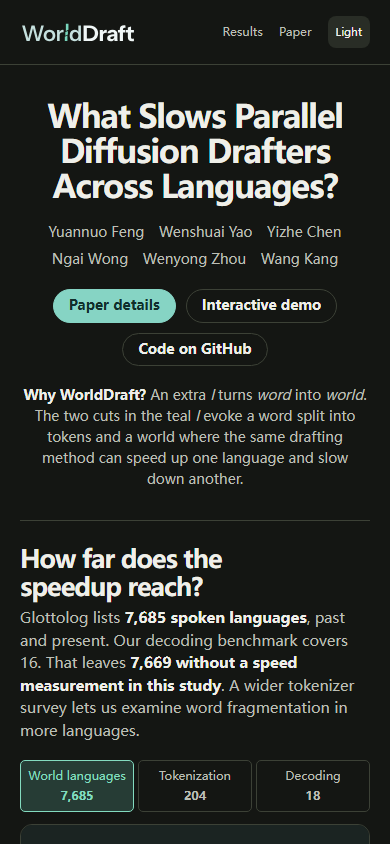 WorldDraft
Results
Paper
Light
What Slows Parallel
Diffusion Drafters
Across Languages?
Yuannuo Feng Wenshuai Yao Yizhe Chen
Ngai Wong Wenyong Zhou Wang Kang
Paper details
Interactive demo
Code on GitHub
Why WorldDraft? An extra l turns word into world.
The two cuts in the teal l evoke a word split into
tokens and a world where the same drafting
method can speed up one language and slow
down another.
How far does the
speedup reach?
Glottolog lists 7,685 spoken languages, past
and present. Our decoding benchmark covers
16. That leaves 7,669 without a speed
measurement in this study. A wider tokenizer
survey lets us examine word fragmentation in
more languages.
World languages
7,685
Tokenization
204
Decoding
18